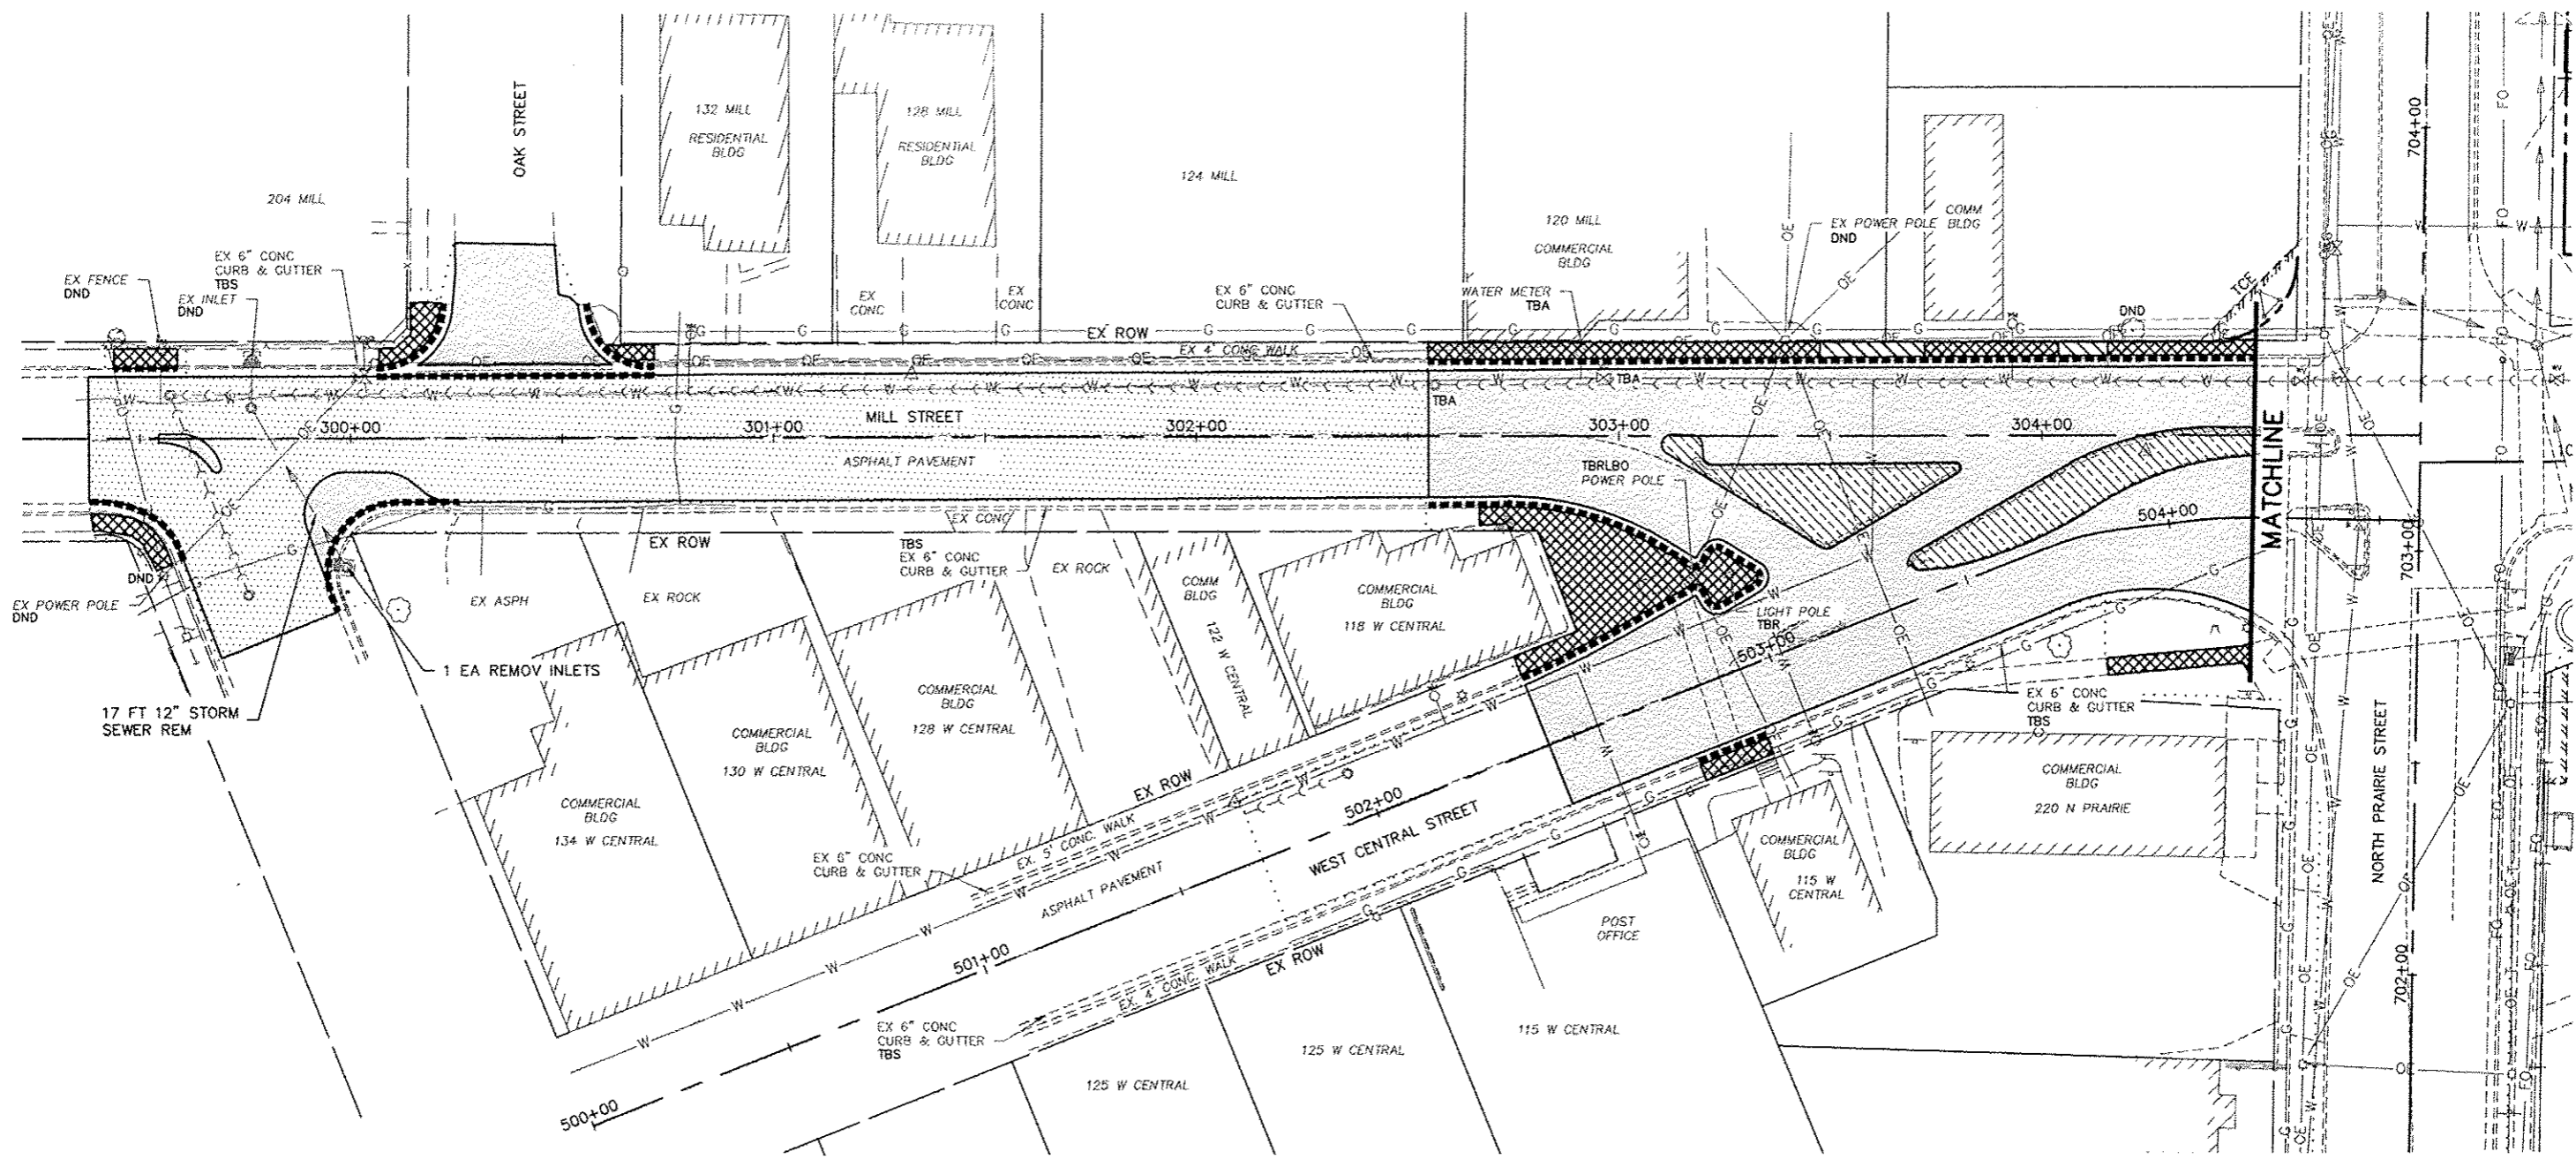 OAK STREET
132 MILL
RESIDENTIAL
BLDG
128 MILL
RESIDENTIAL
BLDG
124 MILL
204 MILL
120 MILL
COMMERCIAL
BLDG
EX POWER POLE
DND
COMM
BLDG
704+00
EX 6" CONC
CURB & GUTTER
TBS
EX FENCE
DND
EX INLET
DND
EX
CONC
EX
CONC
EX 6" CONC
CURB & GUTTER
WATER METER
TBA
TCE
DND
EX ROW
EX 4' CONC WALK
TBA
TBA
MILL STREET
300+00
301+00
302+00
303+00
304+00
ASPHALT PAVEMENT
TBRLBO
POWER POLE
MATCHLINE
504+00
703+00
EX ROW
EX CONC
TBS
EX 6" CONC
CURB & GUTTER
EX ROCK
COMM
BLDG
122 W CENTRAL
COMMERCIAL
BLDG
118 W CENTRAL
LIGHT POLE
TBR
503+00
DND
EX POWER POLE
DND
EX ASPH
EX ROCK
1 EA REMOV INLETS
17 FT 12" STORM
SEWER REM
COMMERCIAL
BLDG
128 W CENTRAL
COMMERCIAL
BLDG
130 W CENTRAL
COMMERCIAL
BLDG
134 W CENTRAL
EX 6" CONC
CURB & GUTTER
TBS
COMMERCIAL
BLDG
220 N PRAIRIE
NORTH PRAIRIE STREET
EX ROW
502+00
WEST CENTRAL STREET
EX. 5' CONC. WALK
EX 6" CONC
CURB & GUTTER
ASPHALT PAVEMENT
COMMERCIAL
BLDG
115 W
CENTRAL
POST
OFFICE
501+00
EX ROW
EX. 4' CONC. WALK
702+00
EX 6" CONC
CURB & GUTTER
TBS
115 W CENTRAL
125 W CENTRAL
125 W CENTRAL
500+00